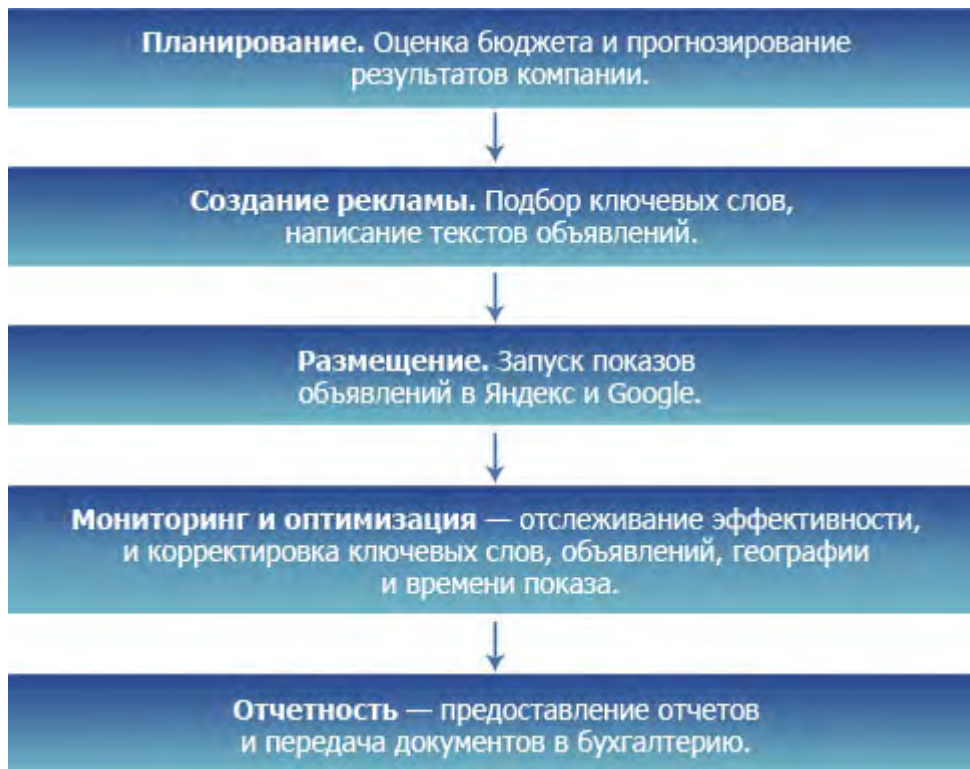 Планирование. Оценка бюджета и прогнозирование
результатов компании.
Создание рекламы. Подбор ключевых слов,
написание текстов объявлений.
Размещение. Запуск показов
объявлений в Яндекс и Google.
Мониторинг и оптимизация — отслеживание эффективности,
и корректировка ключевых слов, объявлений, географии
и времени показа.
Отчетность — предоставление отчетов
и передача документов в бухгалтерию.